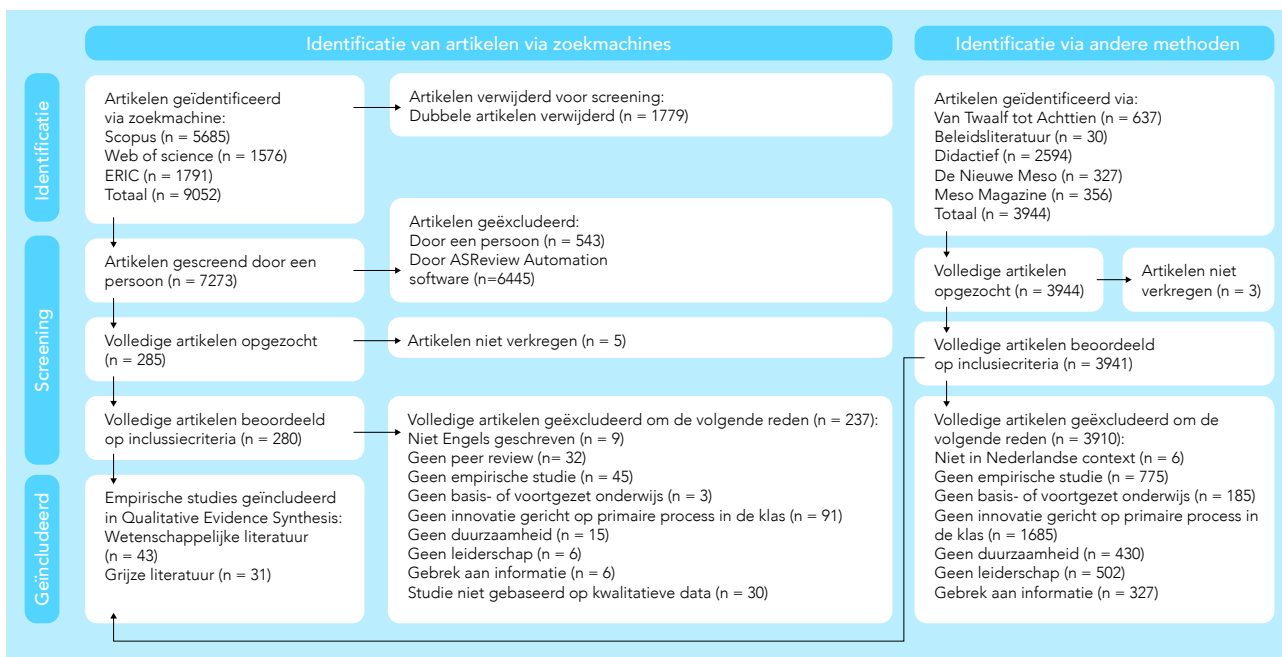 Identificatie van artikelen via zoekmachines
Identificatie via andere methoden
Identificatie
Artikelen geïdentificeerd
via zoekmachine:
Scopus (n = 5685)
Web of science (n = 1576)
ERIC (n = 1791)
Totaal (n = 9052)
Artikelen verwijderd voor screening:
Dubbele artikelen verwijderd (n = 1779)
Artikelen geïdentificeerd via:
Van Twaalf tot Achttien (n = 637)
Beleidsliteratuur (n = 30)
Didactief (n = 2594)
De Nieuwe Meso (n = 327)
Meso Magazine (n = 356)
Totaal (n = 3944)
Screening
Artikelen gescreend door een
persoon (n = 7273)
Artikelen geëxcludeerd:
Door een persoon (n = 543)
Door ASReview Automation
software (n=6445)
Volledige artikelen
opgezocht (n = 3944)
Artikelen niet
verkregen (n = 3)
Volledige artikelen opgezocht
(n = 285)
Artikelen niet verkregen (n = 5)
Volledige artikelen beoordeeld
op inclusiecriteria (n = 3941)
Volledige artikelen beoordeeld
op inclussiecriteria (n = 280)
Volledige artikelen geëxcludeerd om de volgende reden (n = 237):
Niet Engels geschreven (n = 9)
Geen peer review (n= 32)
Geen empirische studie (n = 45)
Geen basis- of voortgezet onderwijs (n = 3)
Geen innovatie gericht op primaire process in de klas (n = 91)
Geen duurzaamheid (n = 15)
Geen leiderschap (n = 6)
Gebrek aan informatie (n = 6)
Studie niet gebaseerd op kwalitatieve data (n = 30)
Volledige artikelen geëxcludeerd om de
volgende reden (n = 3910):
Niet in Nederlandse context (n = 6)
Geen empirische studie (n = 775)
Geen basis- of voortgezet onderwijs (n = 185)
Geen innovatie gericht op primaire process in
de klas (n = 1685)
Geen duurzaamheid (n = 430)
Geen leiderschap (n = 502)
Gebrek aan informatie (n = 327)
Geïncludeerd
Empirische studies geïncludeerd
in Qualitative Evidence Synthesis:
Wetenschappelijke literatuur
(n = 43)
Grijze literatuur (n = 31)